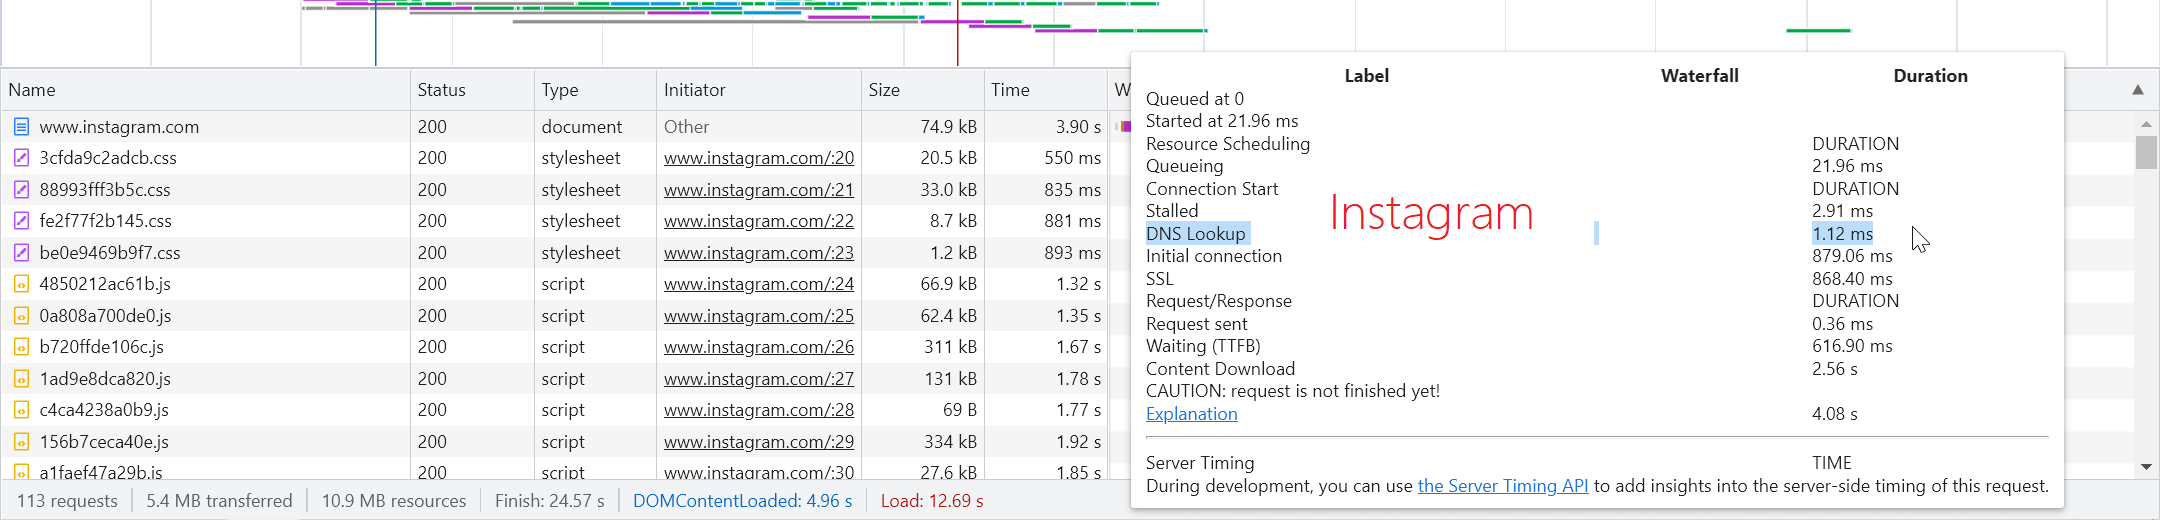 Name Status Type Initiator Size Time W
www.instagram.com 200 document Other 74.9 kB 3.90 s
3cfda9c2adcb.css 200 stylesheet www.instagram.com/:20 20.5 kB 550 ms
88993fff3b5c.css 200 stylesheet www.instagram.com/:21 33.0 kB 835 ms
fe2f77f2b145.css 200 stylesheet www.instagram.com/:22 8.7 kB 881 ms
be0e9469b9f7.css 200 stylesheet www.instagram.com/:23 1.2 kB 893 ms
4850212ac61b.js 200 script www.instagram.com/:24 66.9 kB 1.32 s
0a808a700de0.js 200 script www.instagram.com/:25 62.4 kB 1.35 s
b720ffde106c.js 200 script www.instagram.com/:26 311 kB 1.67 s
1ad9e8dca820.js 200 script www.instagram.com/:27 131 kB 1.78 s
c4ca4238a0b9.js 200 script www.instagram.com/:28 69 B 1.77 s
156b7ceca40e.js 200 script www.instagram.com/:29 334 kB 1.92 s
a1faef47a29b.js 200 script www.instagram.com/:30 27.6 kB 1.85 s
113 requests 5.4 MB transferred 10.9 MB resources Finish: 24.57 s DOMContentLoaded: 4.96 s Load: 12.69 s
Label Waterfall Duration
Queued at 0
Started at 21.96 ms
Resource Scheduling DURATION
Queueing 21.96 ms
Connection Start DURATION
Stalled 2.91 ms
Instagram
DNS Lookup 1.12 ms
Initial connection 879.06 ms
SSL 868.40 ms
Request/Response DURATION
Request sent 0.36 ms
Waiting (TTFB) 616.90 ms
Content Download 2.56 s
CAUTION: request is not finished yet!
Explanation 4.08 s
Server Timing TIME
During development, you can use the Server Timing API to add insights into the server-side timing of this request.